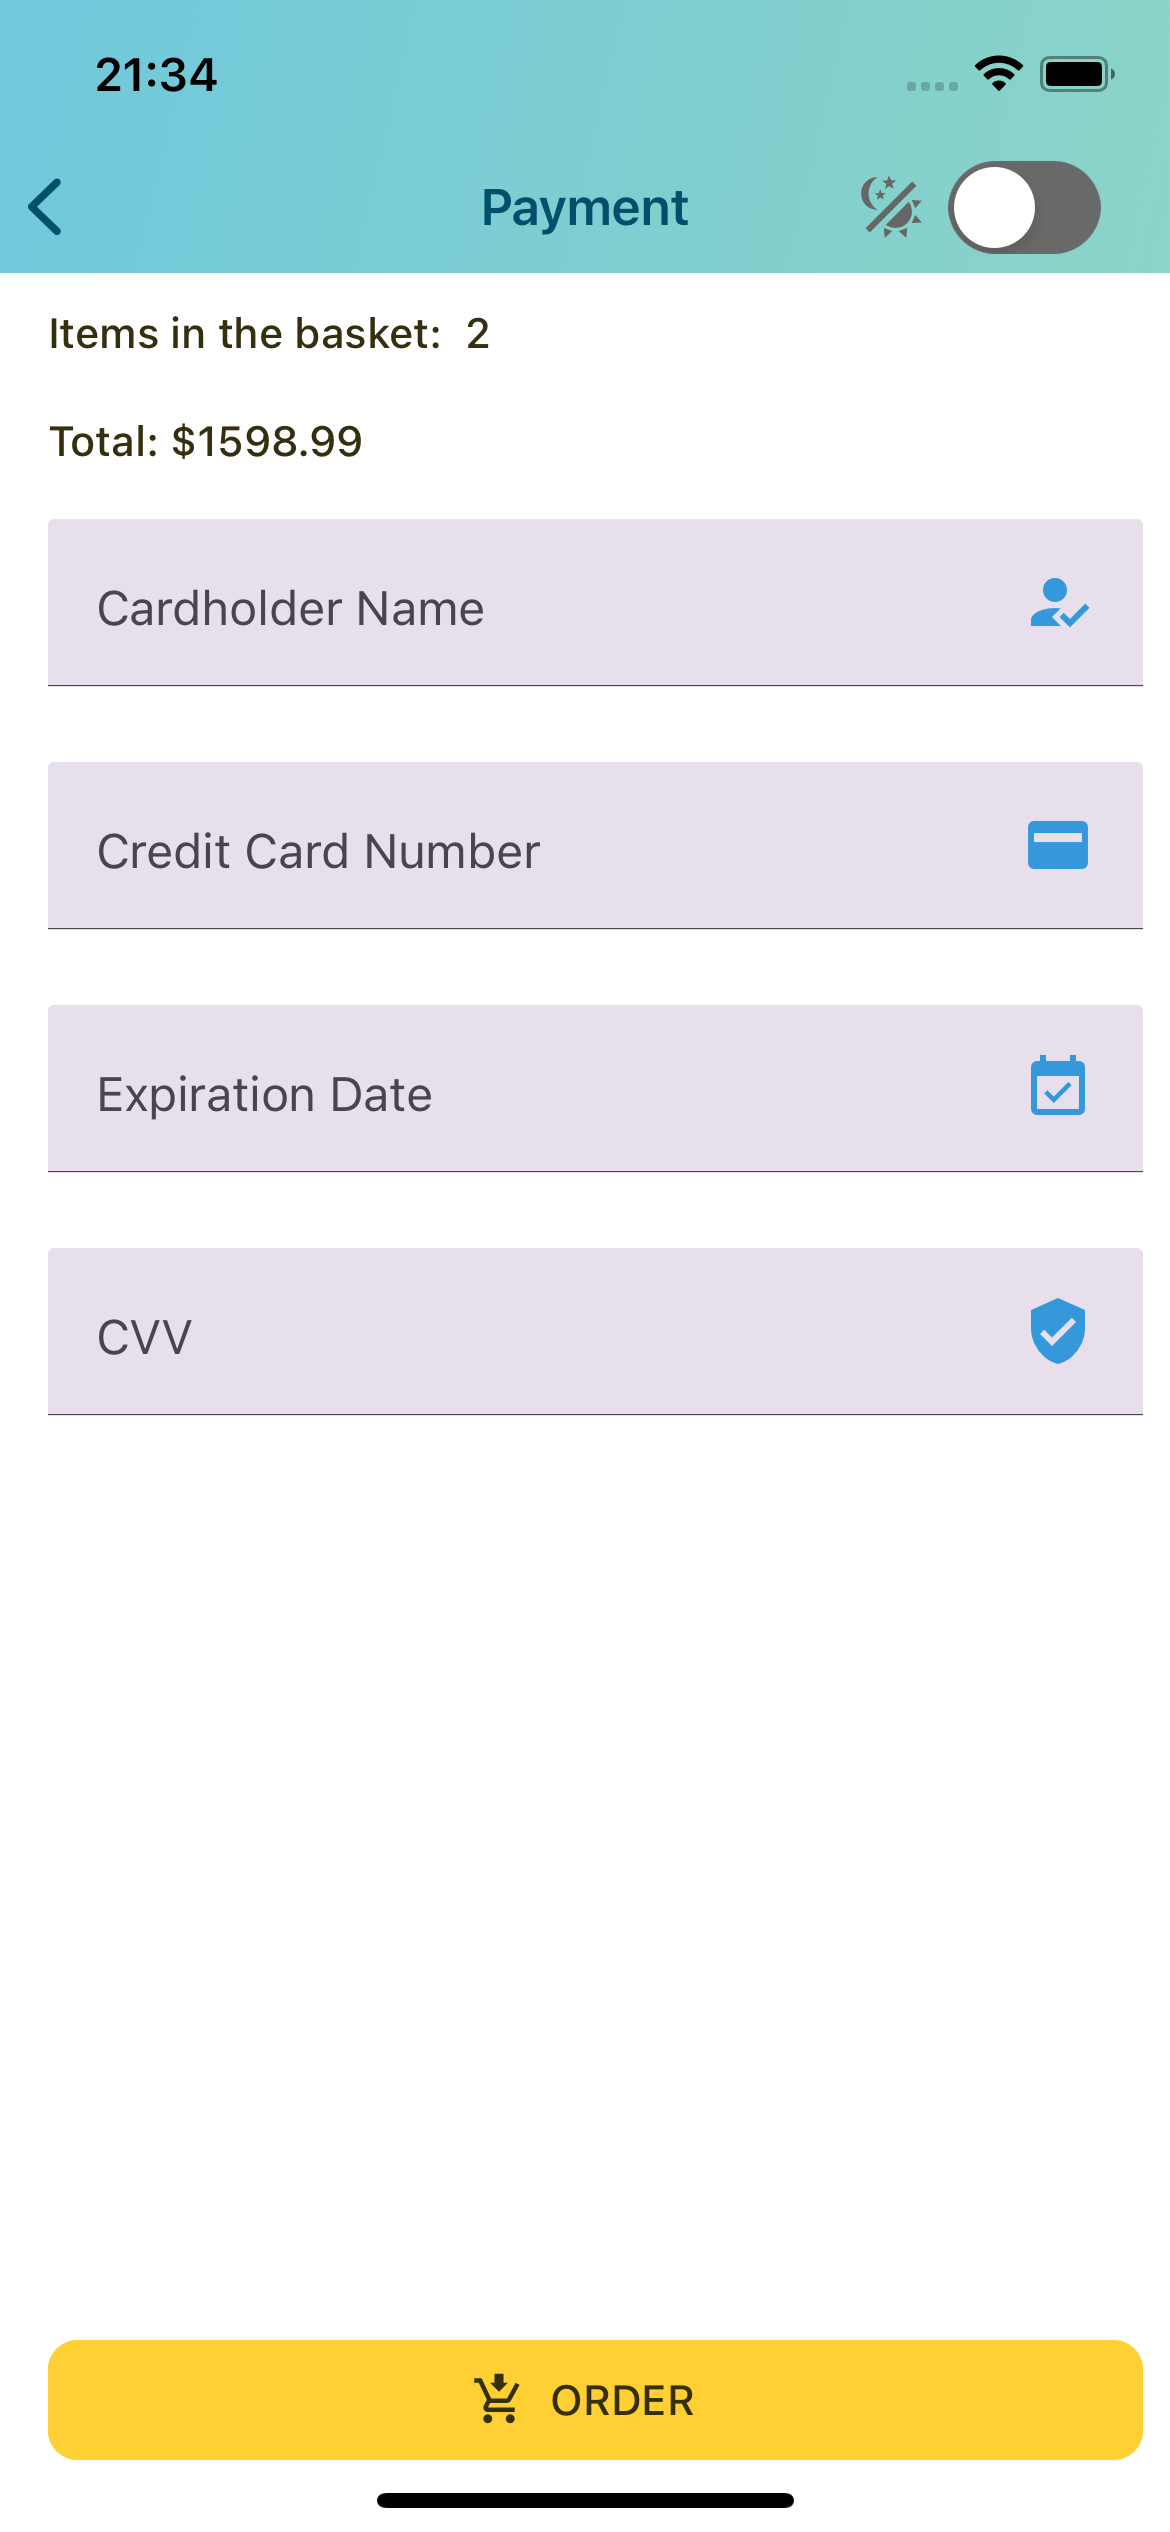 21:34
Payment
Items in the basket: 2
Total: $1598.99
Cardholder Name
Credit Card Number
Expiration Date
CVV
ORDER